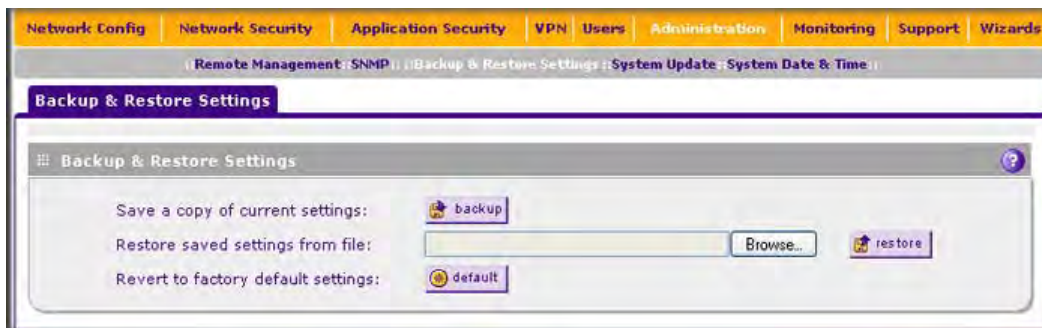 Network Config Network Security Application Security VPN Users Administration Monitoring Support Wizards
Remote Management SNMP Backup & Restore Settings System Update System Date & Time
Backup & Restore Settings
Backup & Restore Settings ?
Save a copy of current settings: backup
Restore saved settings from file: Browse... restore
Revert to factory default settings: default